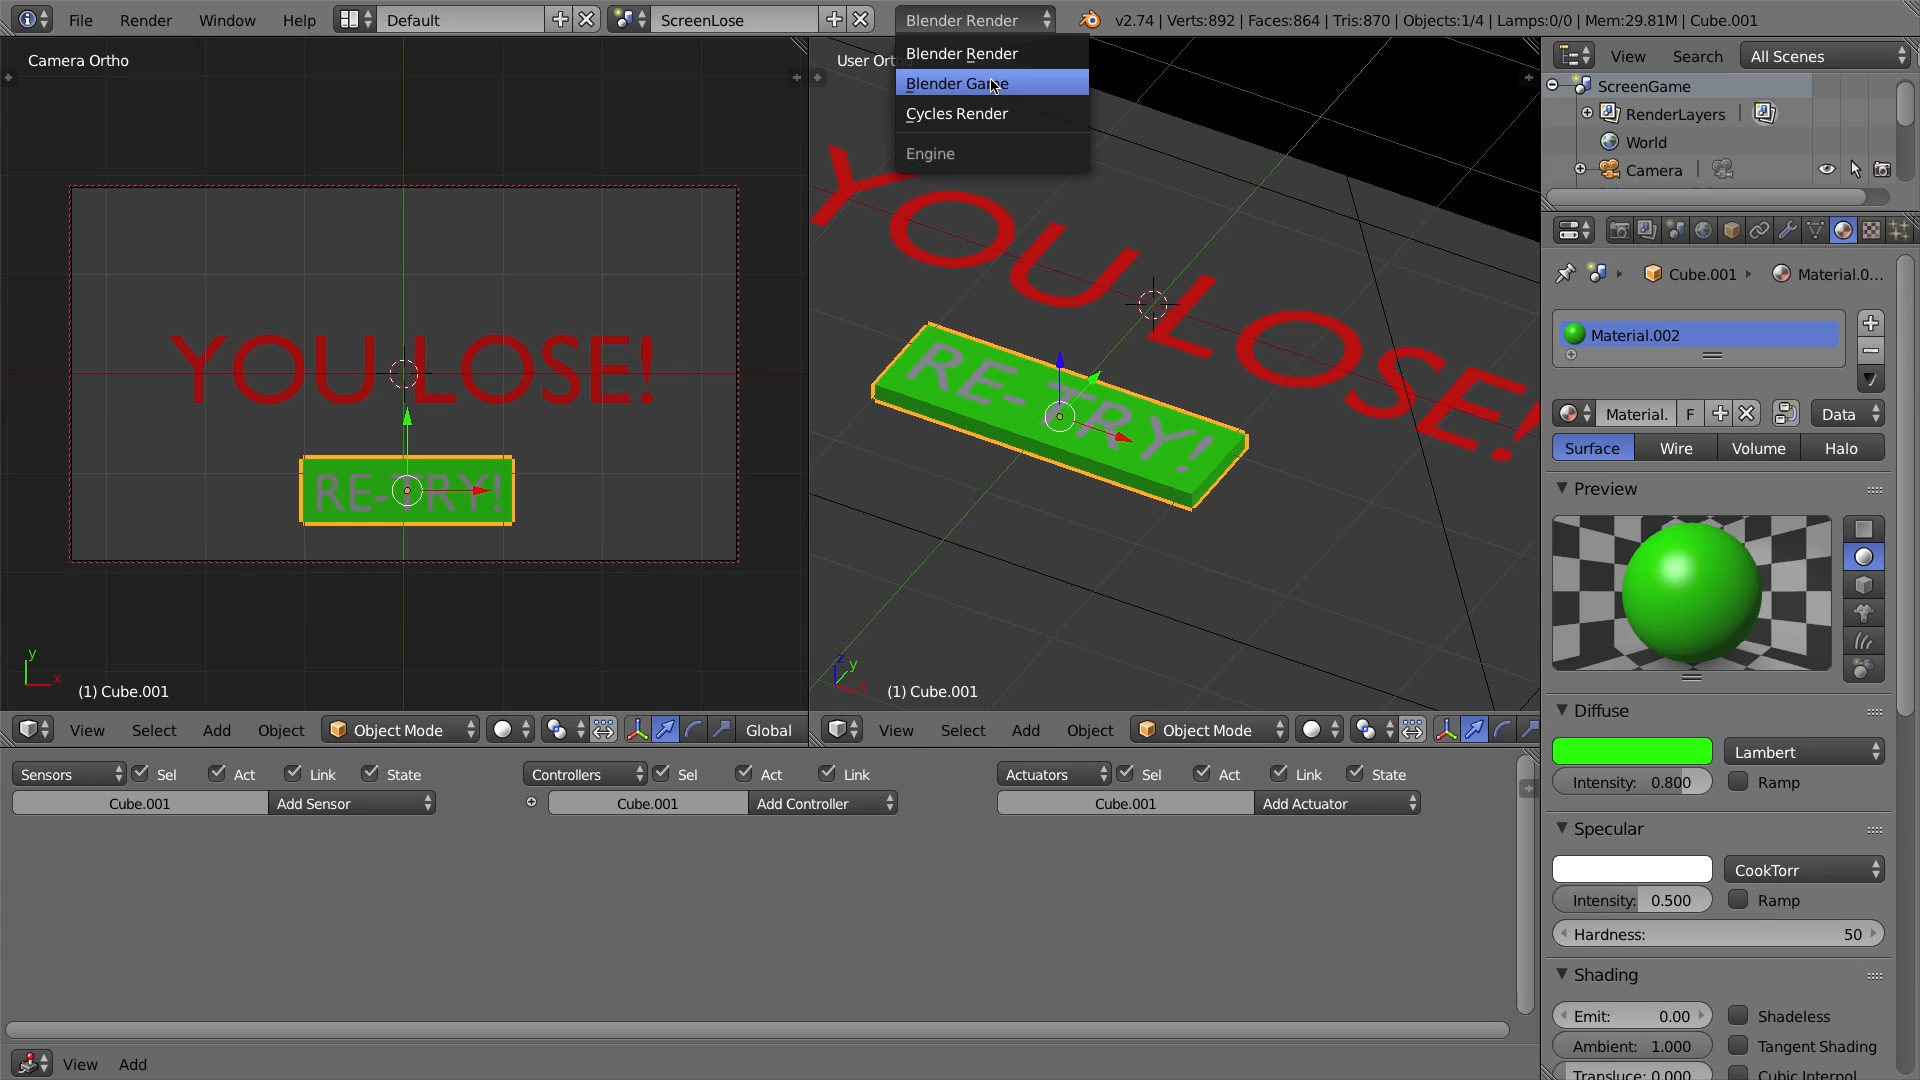 File Render Window Help Default ScreenLose Blender Render v2.74 | Verts:892 | Faces:864 | Tris:870 | Objects:1/4 | Lamps:0/0 | Mem:29.81M | Cube.001
Blender Render
Blender Game
Cycles Render
Engine
Camera Ortho
YOU LOSE!
RE-TRY!
y
x
(1) Cube.001
User Ort
YOU LOSE!
RE-TRY!
z
y
x
(1) Cube.001
View Select Add Object Object Mode Global
View Select Add Object Object Mode
Sensors Sel Act Link State
Cube.001 Add Sensor
Controllers Sel Act Link
Cube.001 Add Controller
Actuators Sel Act Link State
Cube.001 Add Actuator
View Add
View Search All Scenes
ScreenGame
RenderLayers
World
Camera
Cube.001 Material.0...
Material.002
Material. F Data
Surface Wire Volume Halo
Preview
Diffuse
Lambert
Intensity: 0.800 Ramp
Specular
CookTorr
Intensity: 0.500 Ramp
Hardness: 50
Shading
Emit: 0.00 Shadeless
Ambient: 1.000 Tangent Shading
Transluc: 0.000 Cubic Interpol